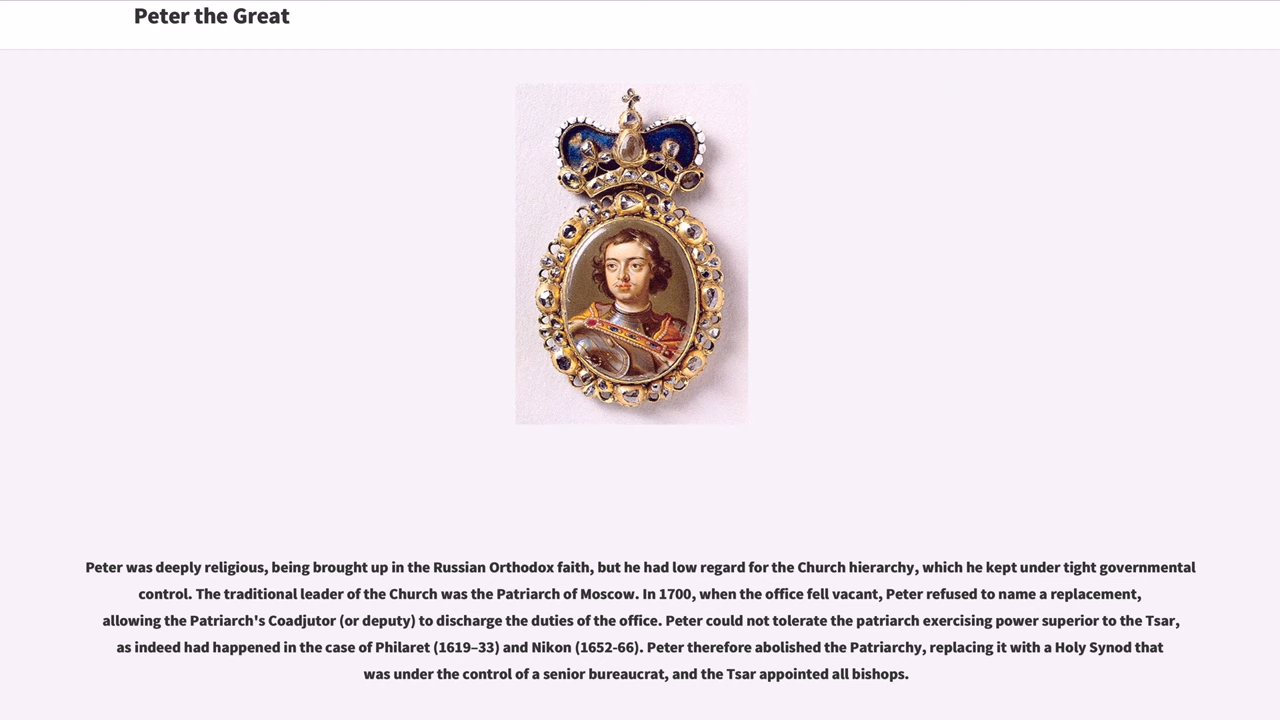 Peter the Great
Peter was deeply religious, being brought up in the Russian Orthodox faith, but he had low regard for the Church hierarchy, which he kept under tight governmental
control. The traditional leader of the Church was the Patriarch of Moscow. In 1700, when the office fell vacant, Peter refused to name a replacement,
allowing the Patriarch's Coadjutor (or deputy) to discharge the duties of the office. Peter could not tolerate the patriarch exercising power superior to the Tsar,
as indeed had happened in the case of Philaret (1619–33) and Nikon (1652-66). Peter therefore abolished the Patriarchy, replacing it with a Holy Synod that
was under the control of a senior bureaucrat, and the Tsar appointed all bishops.